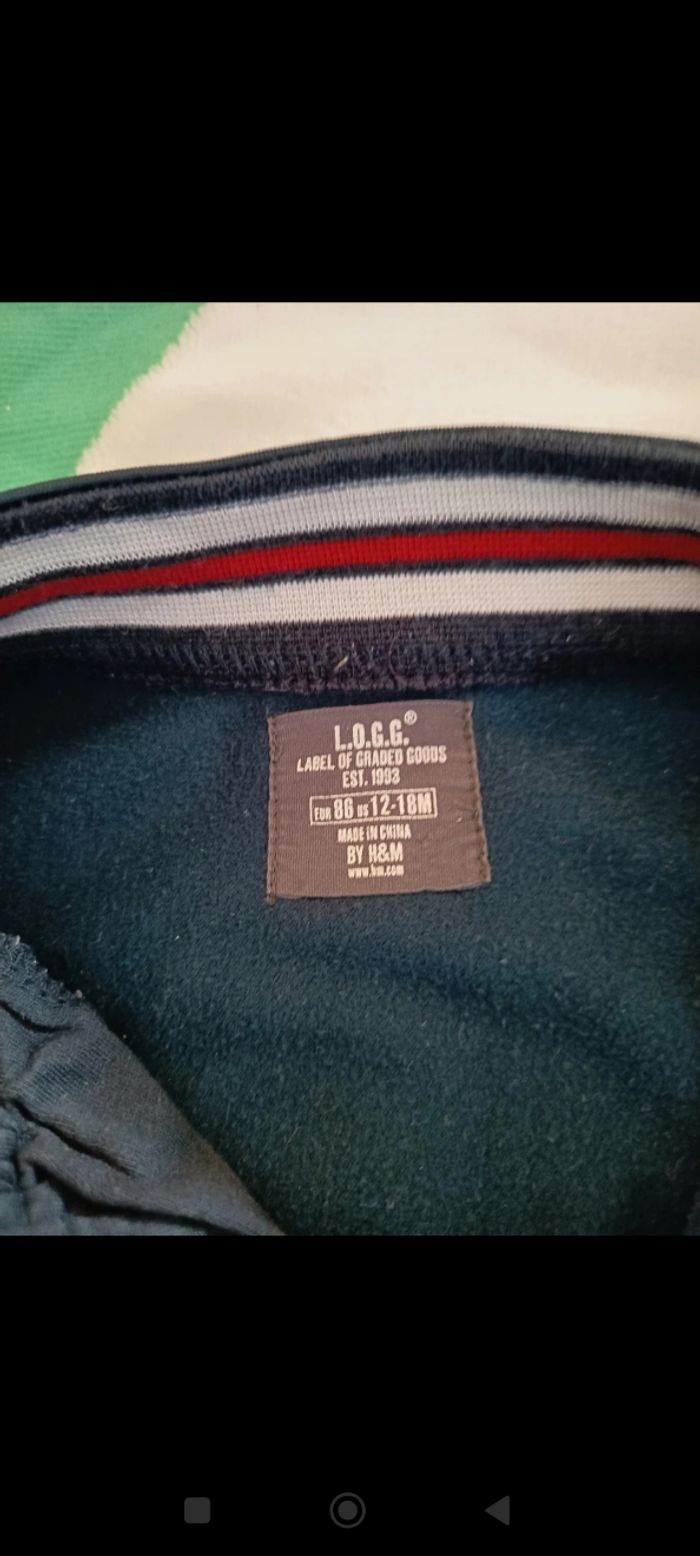 L.O.G.G.®
LABEL OF GRADED GOODS
EST. 1993
EUR 86 US 12-18M
MADE IN CHINA
BY H&M
www.hm.com